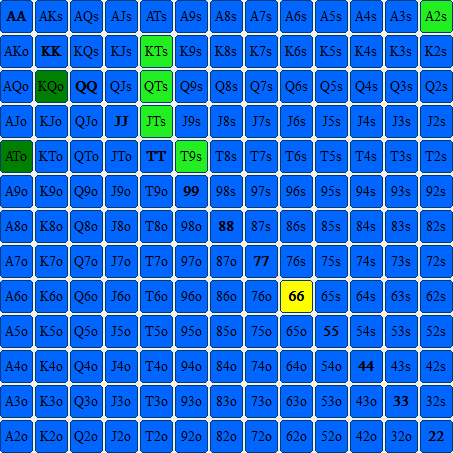 AA AKs AQs AJs ATs A9s A8s A7s A6s A5s A4s A3s A2s
AKo KK KQs KJs KTs K9s K8s K7s K6s K5s K4s K3s K2s
AQo KQo QQ QJs QTs Q9s Q8s Q7s Q6s Q5s Q4s Q3s Q2s
AJo KJo QJo JJ JTs J9s J8s J7s J6s J5s J4s J3s J2s
ATo KTo QTo JTo TT T9s T8s T7s T6s T5s T4s T3s T2s
A9o K9o Q9o J9o T9o 99 98s 97s 96s 95s 94s 93s 92s
A8o K8o Q8o J8o T8o 98o 88 87s 86s 85s 84s 83s 82s
A7o K7o Q7o J7o T7o 97o 87o 77 76s 75s 74s 73s 72s
A6o K6o Q6o J6o T6o 96o 86o 76o 66 65s 64s 63s 62s
A5o K5o Q5o J5o T5o 95o 85o 75o 65o 55 54s 53s 52s
A4o K4o Q4o J4o T4o 94o 84o 74o 64o 54o 44 43s 42s
A3o K3o Q3o J3o T3o 93o 83o 73o 63o 53o 43o 33 32s
A2o K2o Q2o J2o T2o 92o 82o 72o 62o 52o 42o 32o 22